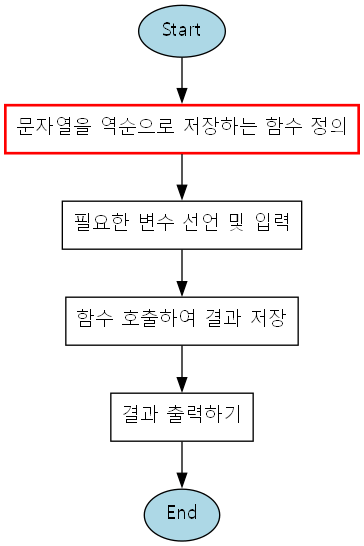 Start
문자열을 역순으로 저장하는 함수 정의
필요한 변수 선언 및 입력
함수 호출하여 결과 저장
결과 출력하기
End